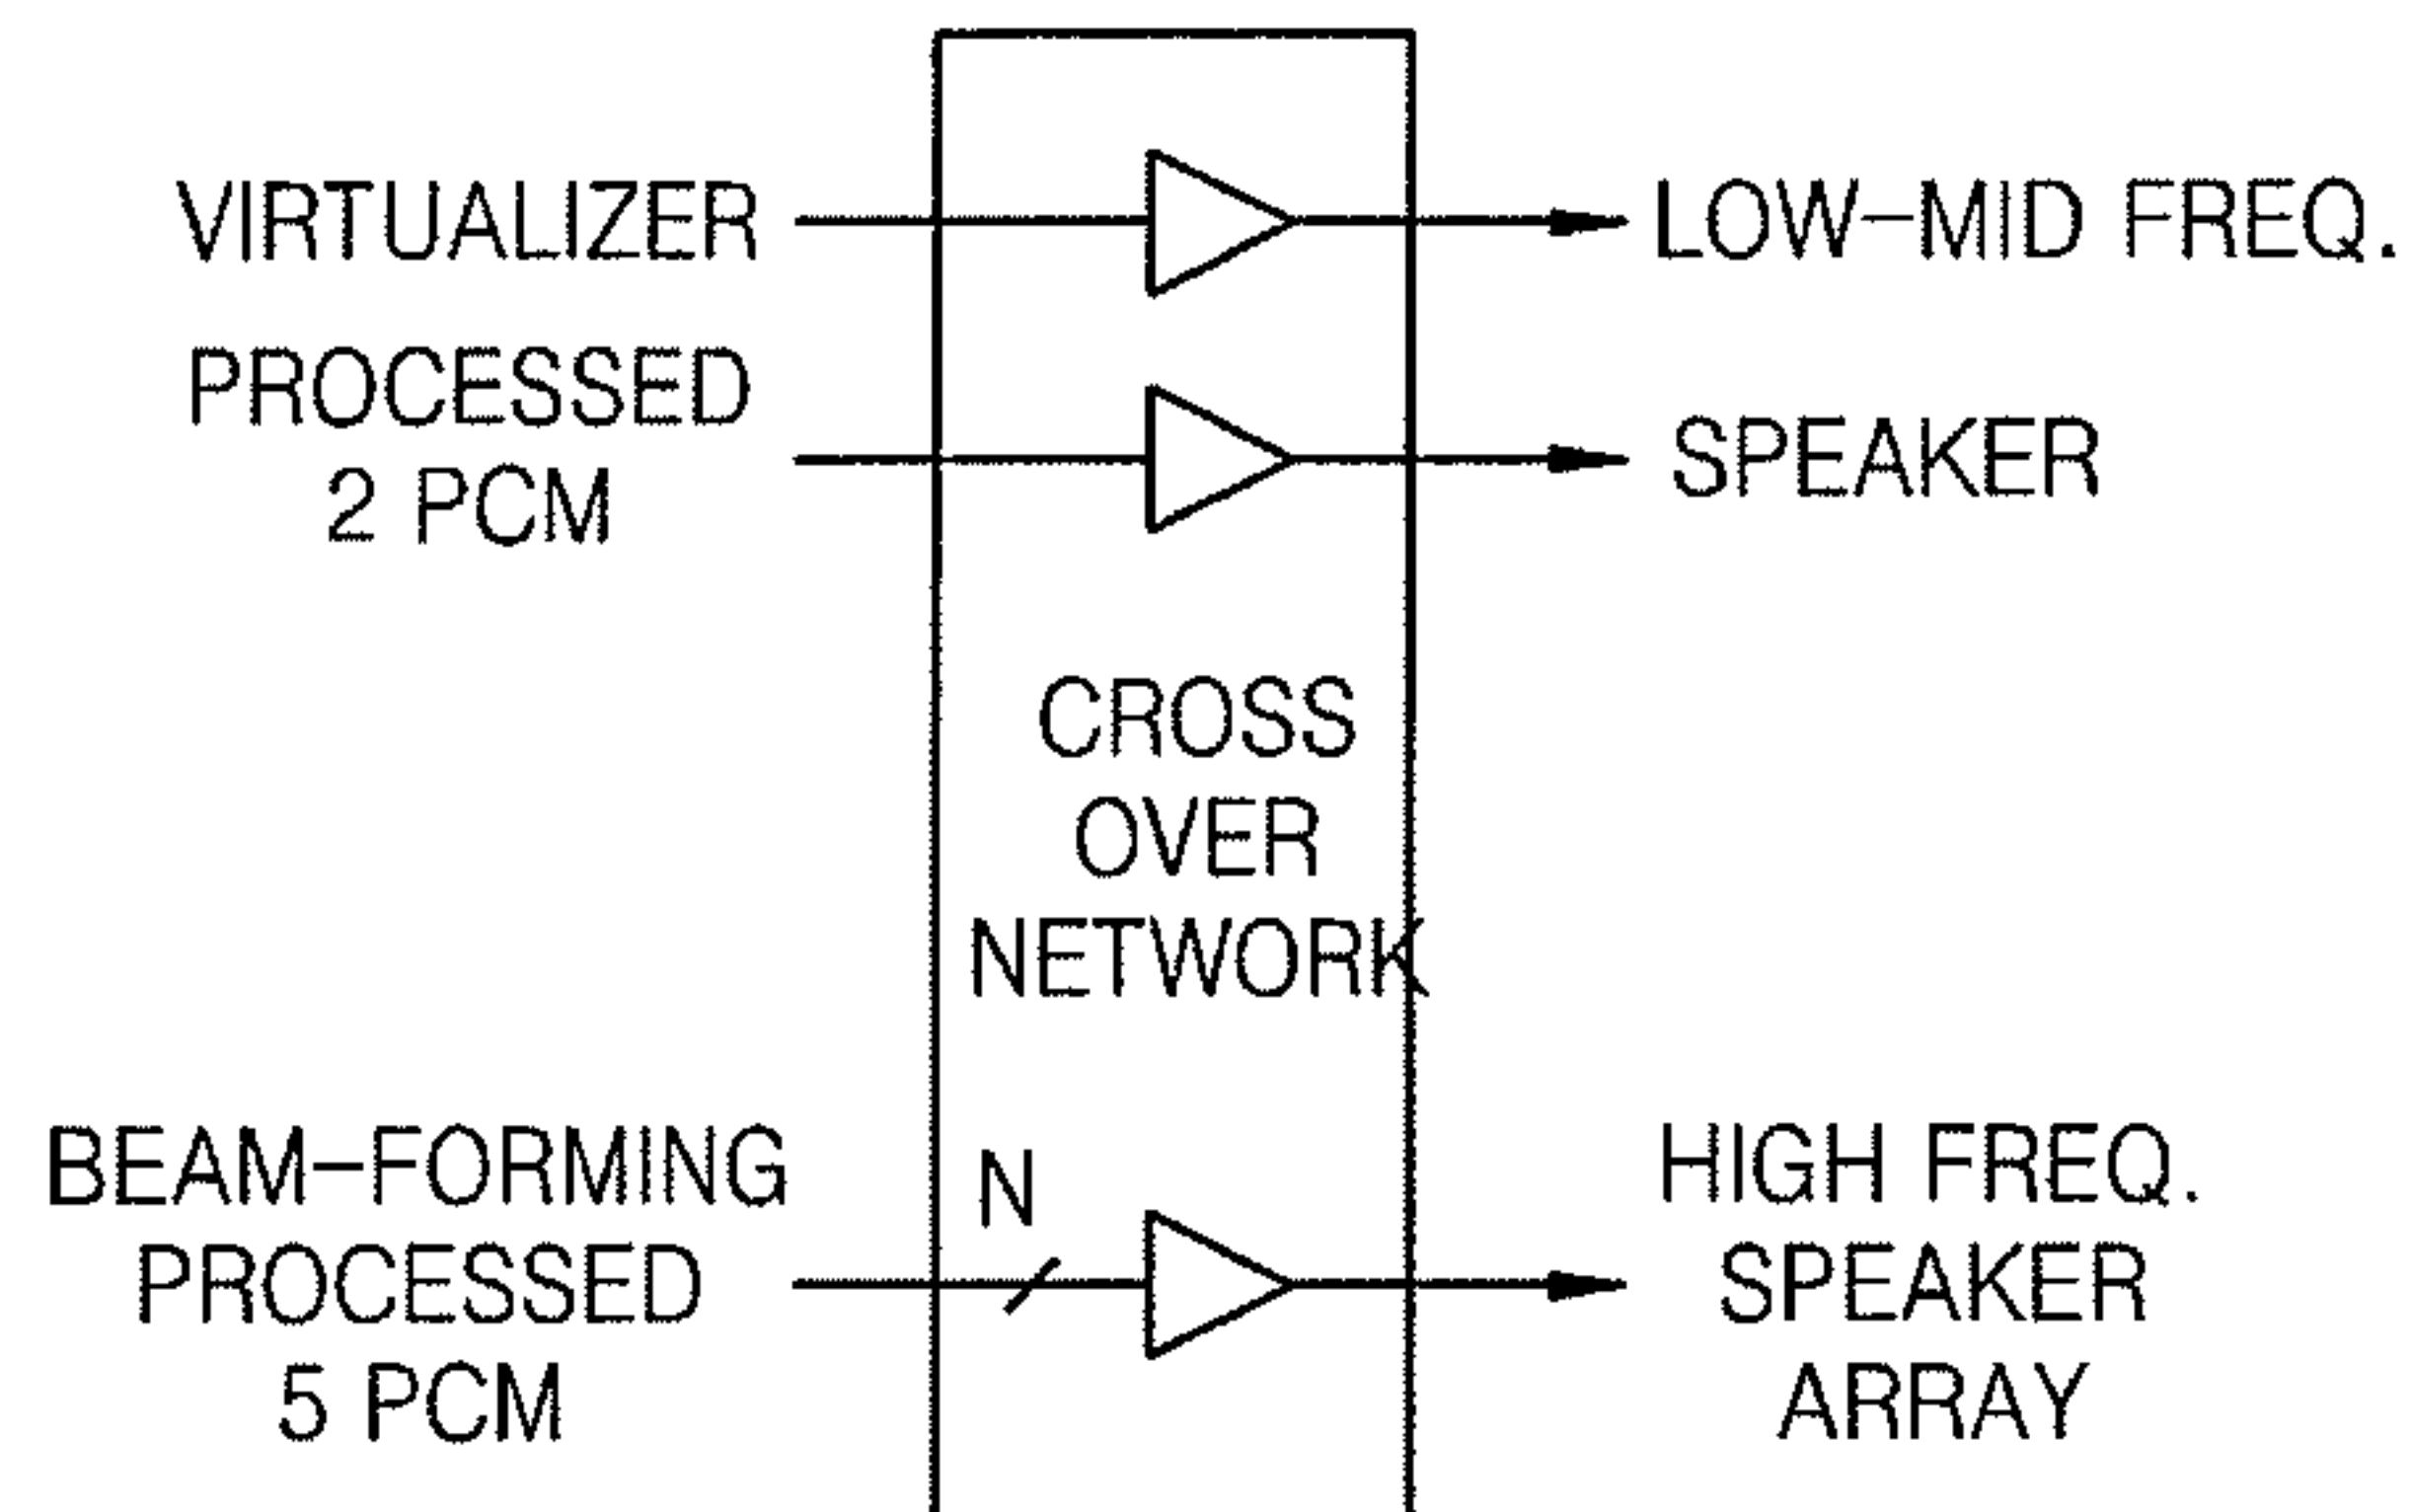 VIRTUALIZER
PROCESSED
2 PCM
LOW-MID FREQ.
SPEAKER
CROSS
OVER
NETWORK
BEAM-FORMING
PROCESSED
5 PCM
N
HIGH FREQ.
SPEAKER
ARRAY